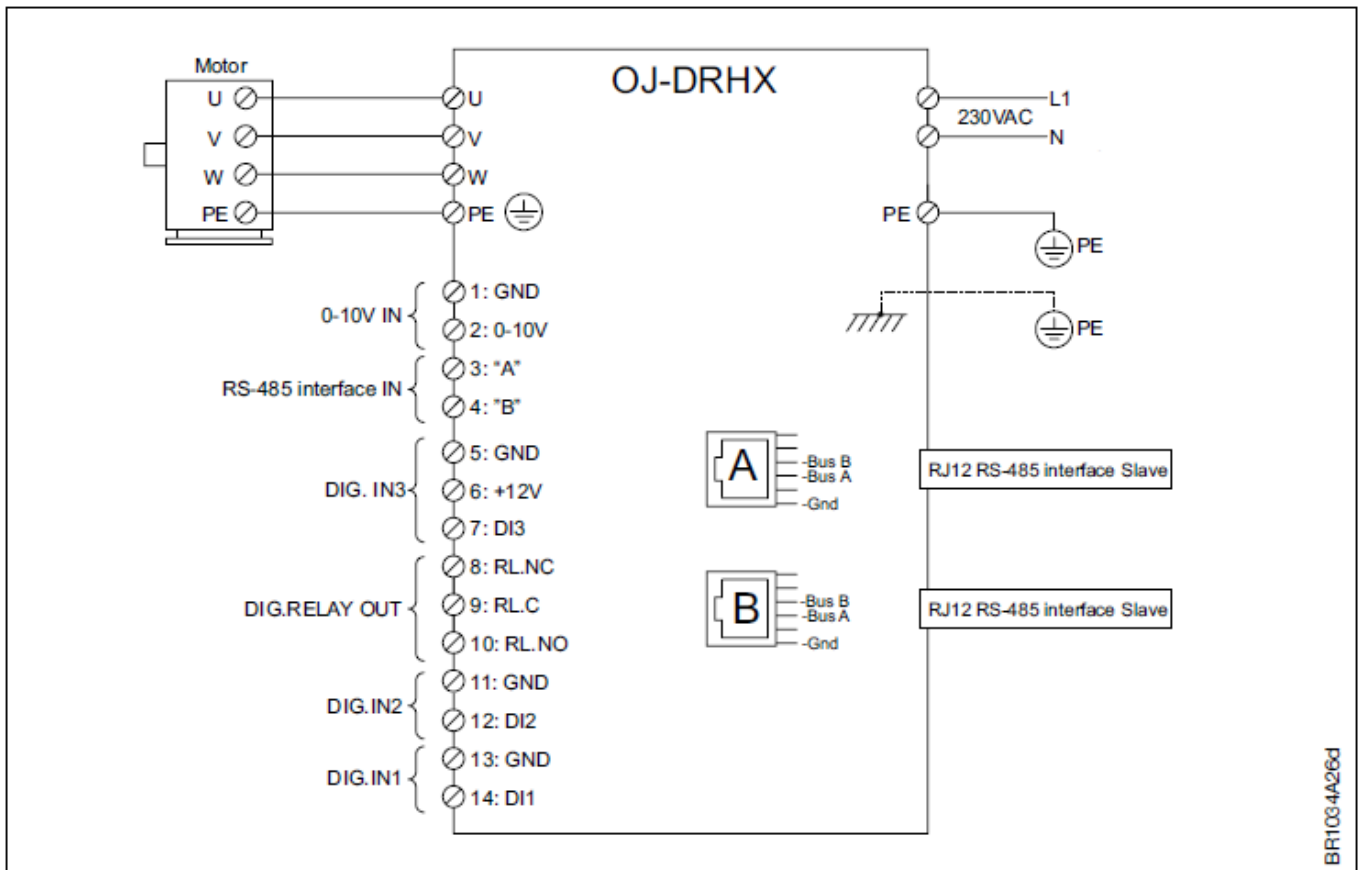 OJ-DRHX
Motor
U
V
W
PE
U
V
W
PE
L1
230VAC
N
PE
PE
PE
0-10V IN
1: GND
2: 0-10V
RS-485 interface IN
3: "A"
4: "B"
DIG. IN3
5: GND
6: +12V
7: DI3
DIG.RELAY OUT
8: RL.NC
9: RL.C
10: RL.NO
DIG.IN2
11: GND
12: DI2
DIG.IN1
13: GND
14: DI1
A
-Bus B
-Bus A
-Gnd
RJ12 RS-485 interface Slave
B
-Bus B
-Bus A
-Gnd
RJ12 RS-485 interface Slave
BR1034A26d